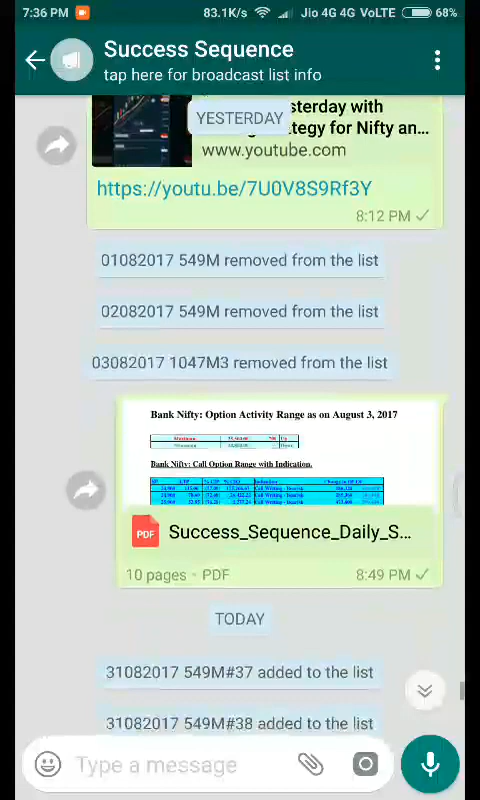 7:36 PM 83.1K/s Jio 4G 4G VoLTE 68%
Success Sequence
tap here for broadcast list info
YESTERDAY
sterday with
tegy for Nifty an...
www.youtube.com
https://youtu.be/7U0V8S9Rf3Y
8:12 PM
01082017 549M removed from the list
02082017 549M removed from the list
03082017 1047M3 removed from the list
Bank Nifty: Option Activity Range as on August 3, 2017
Bank Nifty: Call Option Range with Indication.
PDF
Success_Sequence_Daily_S...
10 pages • PDF
8:49 PM
TODAY
31082017 549M#37 added to the list
31082017 549M#38 added to the list
Type a message